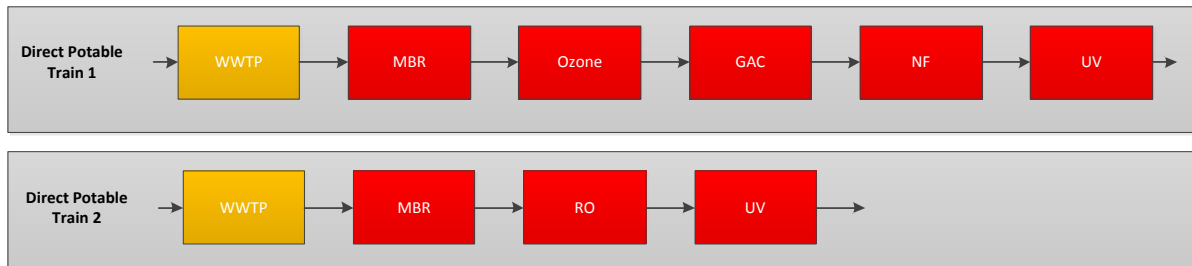 Direct Potable
Train 1
WWTP
MBR
Ozone
GAC
NF
UV
Direct Potable
Train 2
WWTP
MBR
RO
UV